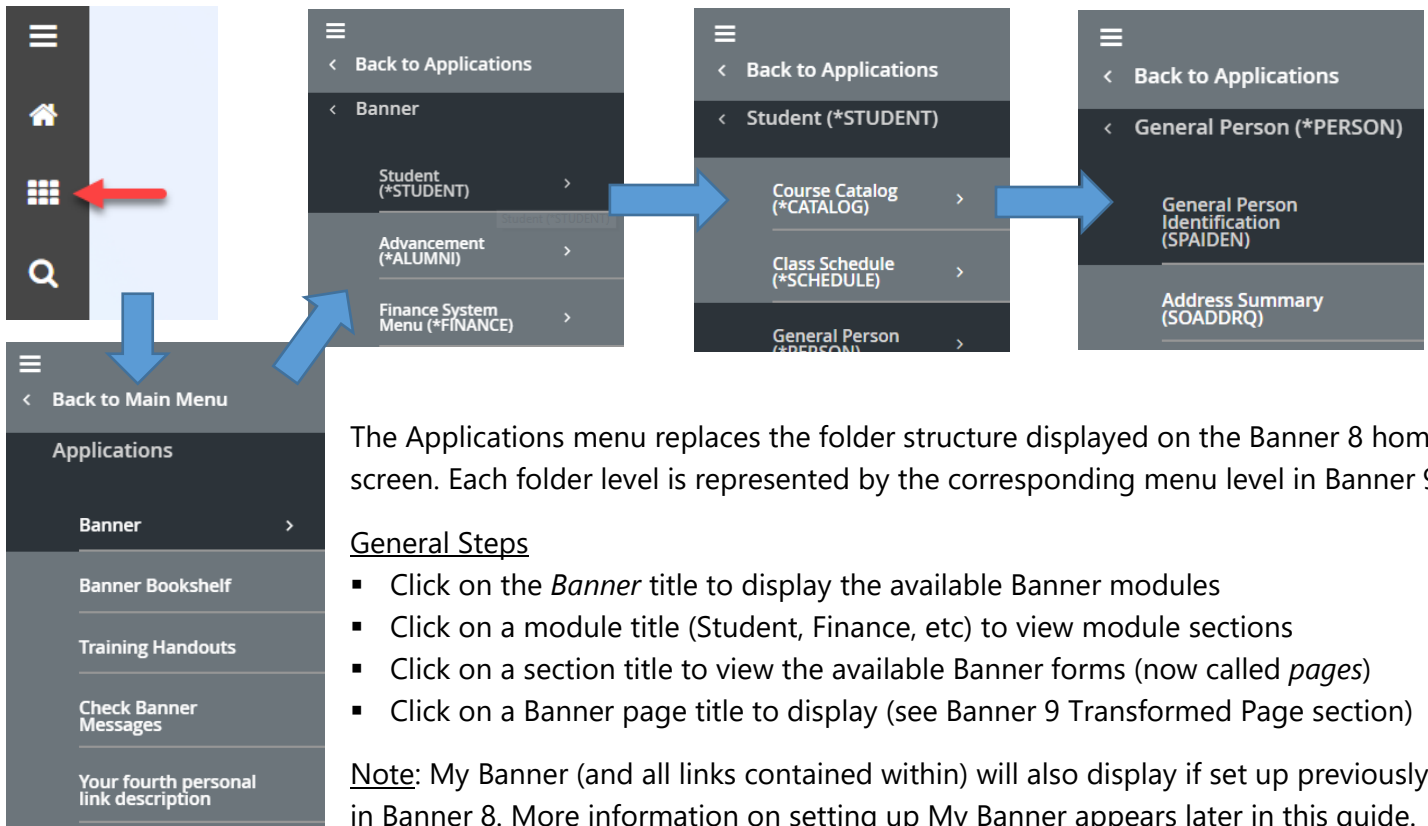 Back to Applications
Banner
Student
(*STUDENT)
Student (*STUDENT)
Advancement
(*ALUMNI)
Finance System
Menu (*FINANCE)
Back to Applications
Student (*STUDENT)
Course Catalog
(*CATALOG)
Class Schedule
(*SCHEDULE)
General Person
(*PERSON)
Back to Applications
General Person (*PERSON)
General Person
Identification
(SPAIDEN)
Address Summary
(SOADDRQ)
Back to Main Menu
Applications
Banner
Banner Bookshelf
Training Handouts
Check Banner
Messages
Your fourth personal
link description
The Applications menu replaces the folder structure displayed on the Banner 8 hom
screen. Each folder level is represented by the corresponding menu level in Banner 9
General Steps
▪ Click on the Banner title to display the available Banner modules
▪ Click on a module title (Student, Finance, etc) to view module sections
▪ Click on a section title to view the available Banner forms (now called pages)
▪ Click on a Banner page title to display (see Banner 9 Transformed Page section)
Note: My Banner (and all links contained within) will also display if set up previously
in Banner 8. More information on setting up My Banner appears later in this guide.